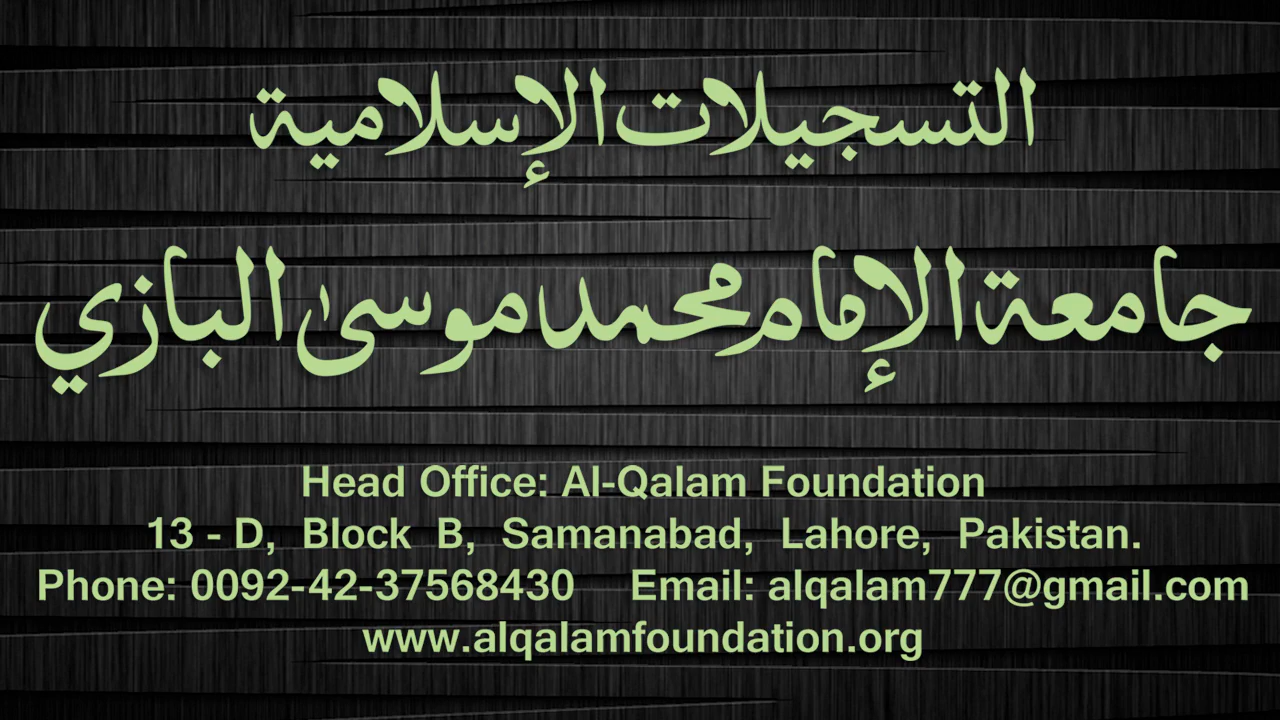 التسجيلات الإسلامية
جامعة الإمام محمد موسىٰ البازي
Head Office: Al-Qalam Foundation
13 - D, Block B, Samanabad, Lahore, Pakistan.
Phone: 0092-42-37568430 Email: alqalam777@gmail.com
www.alqalamfoundation.org